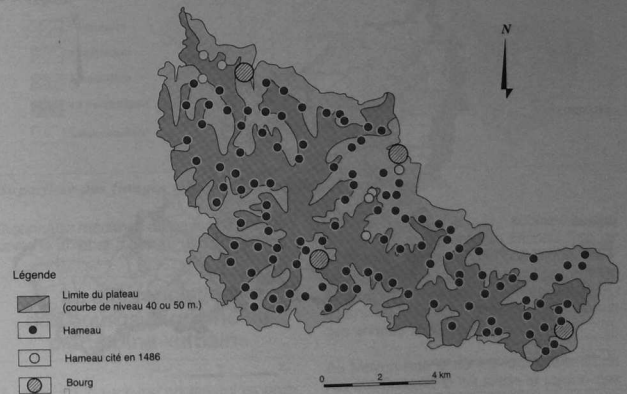 N
Légende
Limite du plateau
(courbe de niveau 40 ou 50 m.)
Hameau
Hameau cité en 1486
Bourg
0 2 4 km